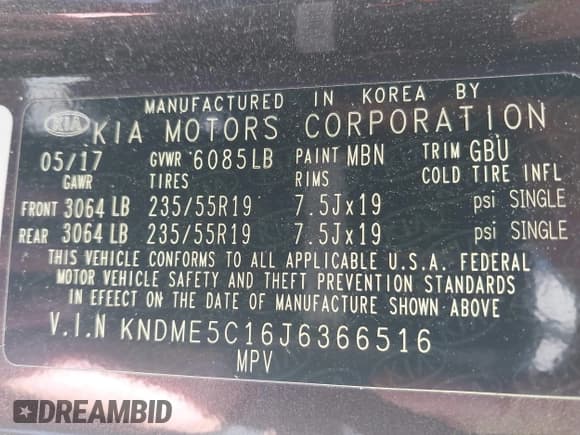 MANUFACTURED IN KOREA BY
KIA KIA MOTORS CORPORATION
05/17 GVWR 6085LB PAINT MBN TRIM GBU
GAWR TIRES RIMS COLD TIRE INFL
FRONT 3064 LB 235/55R19 7.5Jx19 psi SINGLE
REAR 3064 LB 235/55R19 7.5Jx19 psi SINGLE
THIS VEHICLE CONFORMS TO ALL APPLICABLE U.S.A. FEDERAL
MOTOR VEHICLE SAFETY AND THEFT PREVENTION STANDARDS
IN EFFECT ON THE DATE OF MANUFACTURE SHOWN ABOVE
V.I.N KNDME5C16J6366516
MPV
DREAMBID